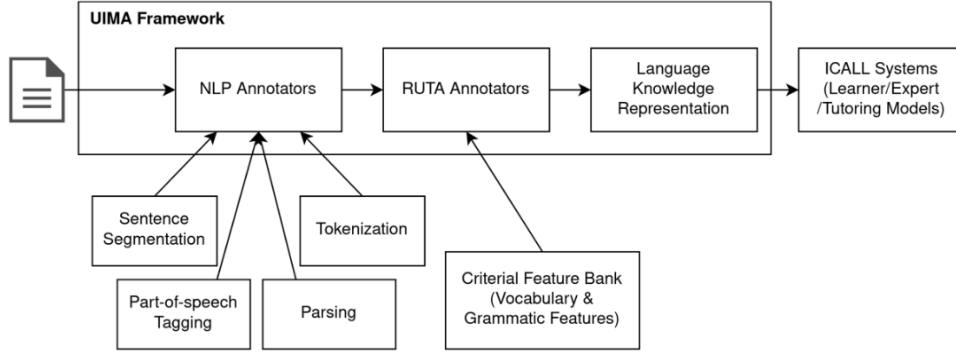 UIMA Framework
NLP Annotators
RUTA Annotators
Language
Knowledge
Representation
ICALL Systems
(Learner/Expert
/Tutoring Models)
Sentence
Segmentation
Tokenization
Part-of-speech
Tagging
Parsing
Criterial Feature Bank
(Vocabulary &
Grammatic Features)